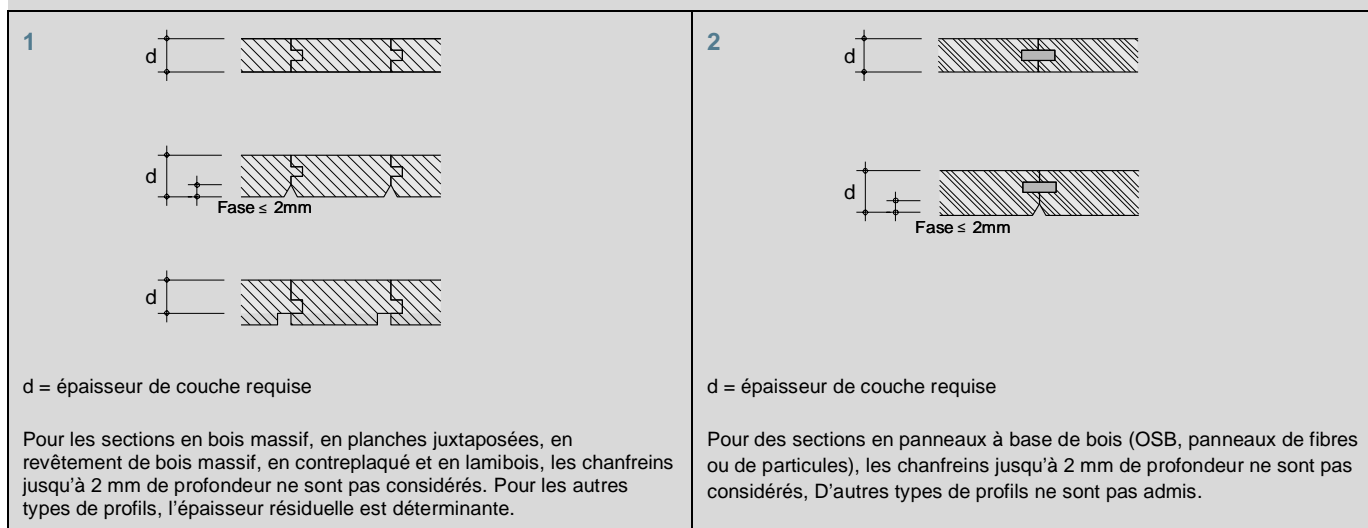 1
d
d
Fase ≤ 2mm
d
d = épaisseur de couche requise
Pour les sections en bois massif, en planches juxtaposées, en
revêtement de bois massif, en contreplaqué et en lamibois, les chanfreins
jusqu'à 2 mm de profondeur ne sont pas considérés. Pour les autres
types de profils, l'épaisseur résiduelle est déterminante.
2
d
d
Fase ≤ 2mm
d = épaisseur de couche requise
Pour des sections en panneaux à base de bois (OSB, panneaux de fibres
ou de particules), les chanfreins jusqu'à 2 mm de profondeur ne sont pas
considérés, D'autres types de profils ne sont pas admis.